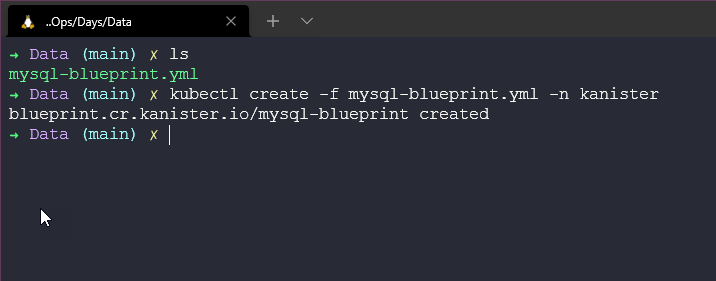 ..Ops/Days/Data
→ Data (main) ✗ ls
mysql-blueprint.yml
→ Data (main) ✗ kubectl create -f mysql-blueprint.yml -n kanister
blueprint.cr.kanister.io/mysql-blueprint created
→ Data (main) ✗